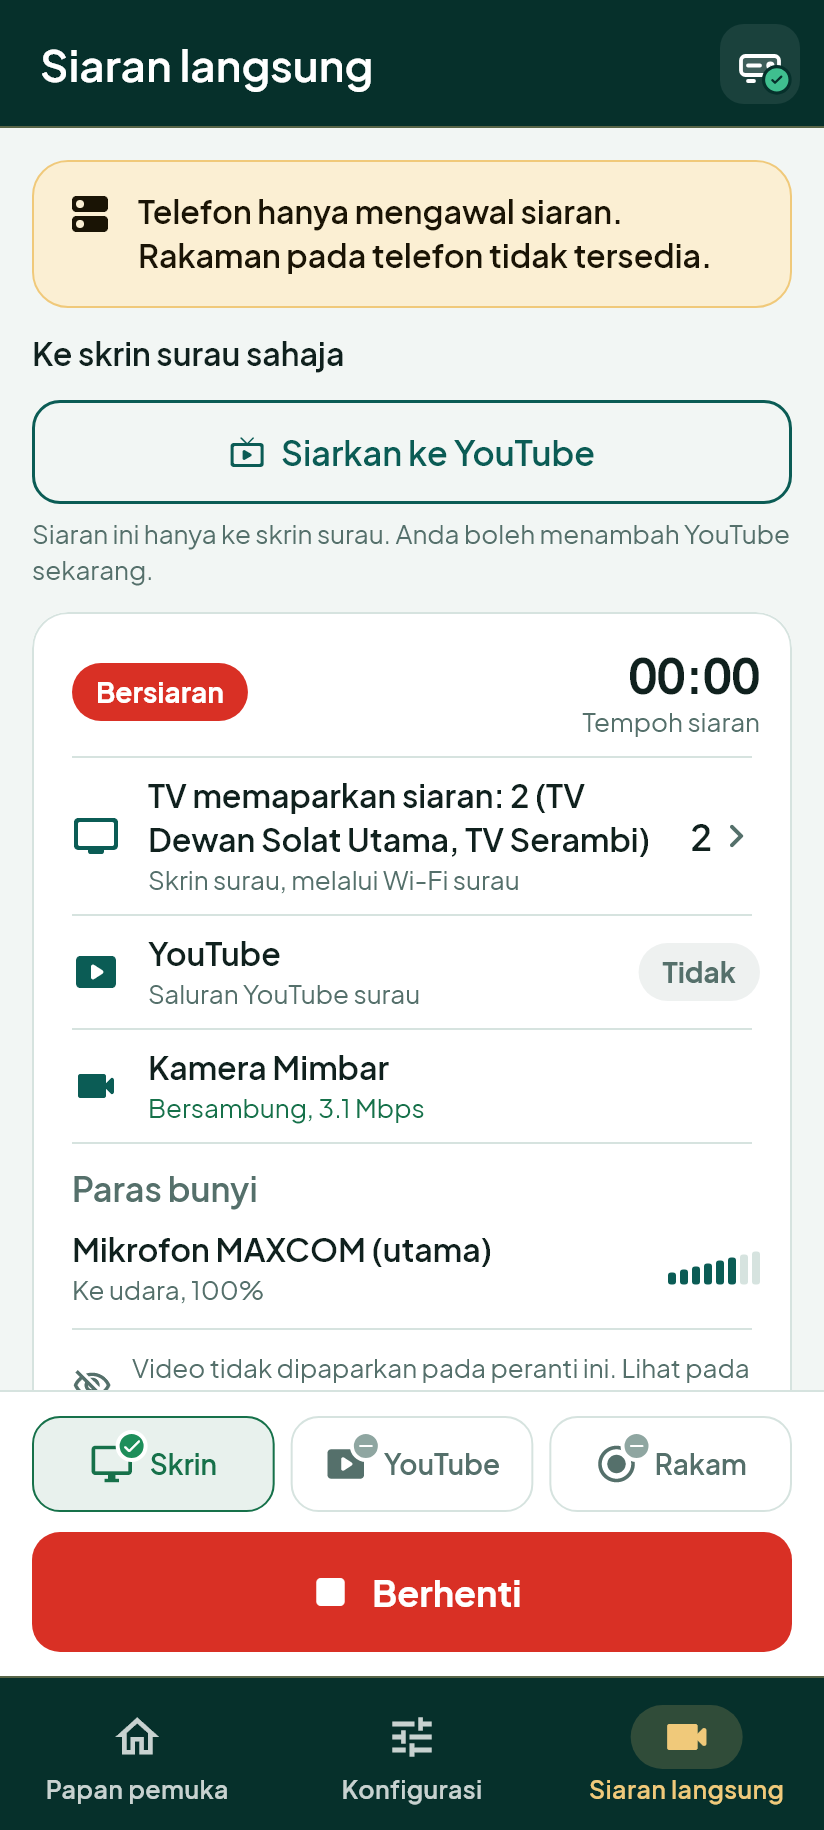 Siaran langsung
Telefon hanya mengawal siaran.
Rakaman pada telefon tidak tersedia.
Ke skrin surau sahaja
Siarkan ke YouTube
Siaran ini hanya ke skrin surau. Anda boleh menambah YouTube
sekarang.
Bersiaran
00:00
Tempoh siaran
TV memaparkan siaran: 2 (TV
Dewan Solat Utama, TV Serambi)
2
Skrin surau, melalui Wi-Fi surau
YouTube
Saluran YouTube surau
Tidak
Kamera Mimbar
Bersambung, 3.1 Mbps
Paras bunyi
Mikrofon MAXCOM (utama)
Ke udara, 100%
Video tidak dipaparkan pada peranti ini. Lihat pada
Skrin
YouTube
Rakam
Berhenti
Papan pemuka
Konfigurasi
Siaran langsung